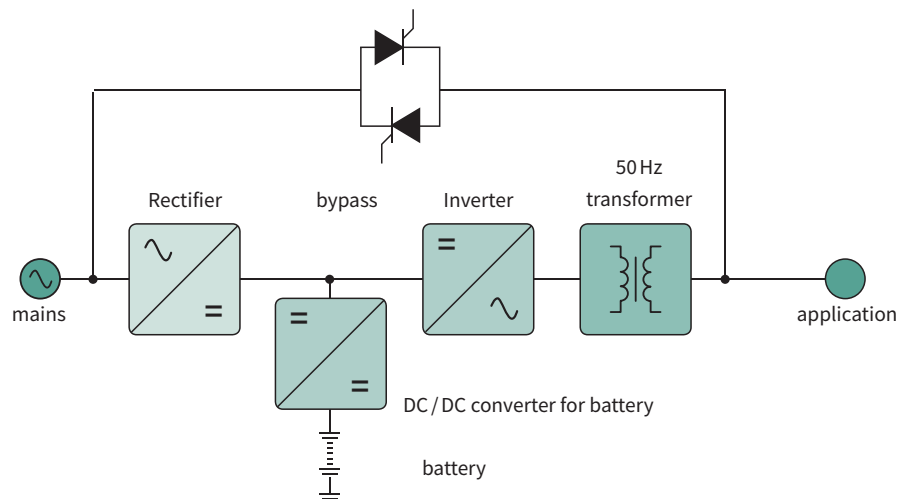 50 Hz
transformer
Rectifier
bypass
Inverter
mains
application
DC / DC converter for battery
battery